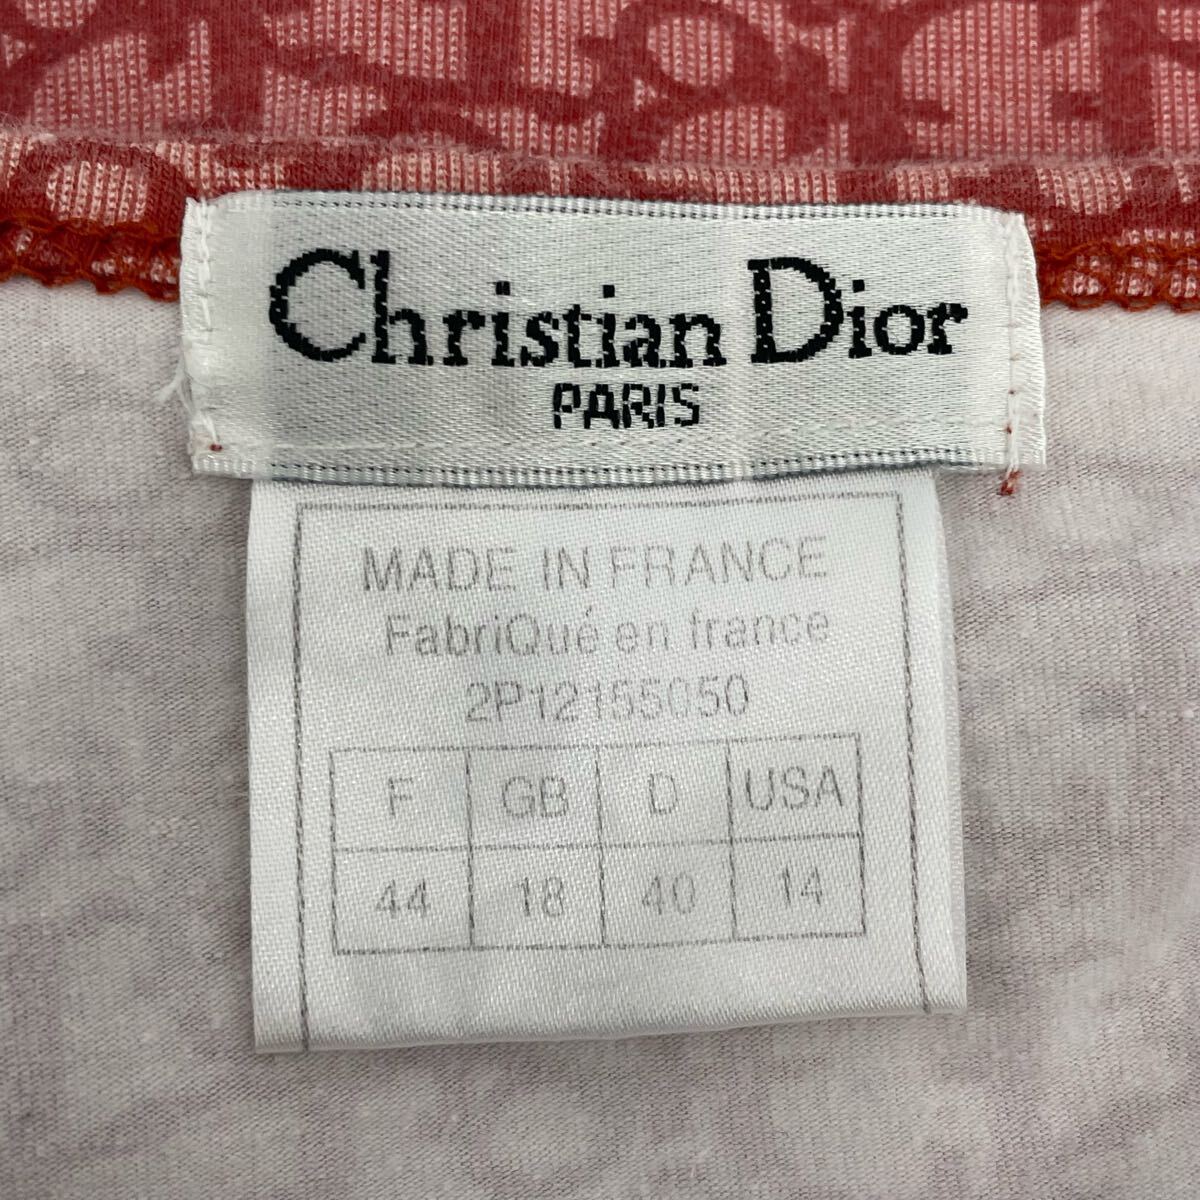 Christian Dior
PARIS
MADE IN FRANCE
FabriQué en france
2P12155050
F GB D USA
44 18 40 14